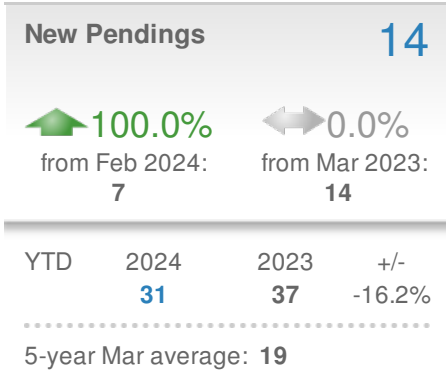 New Pendings 14
100.0% 0.0%
from Feb 2024: from Mar 2023:
7 14
YTD 2024 2023 +/-
31 37 -16.2%
5-year Mar average: 19